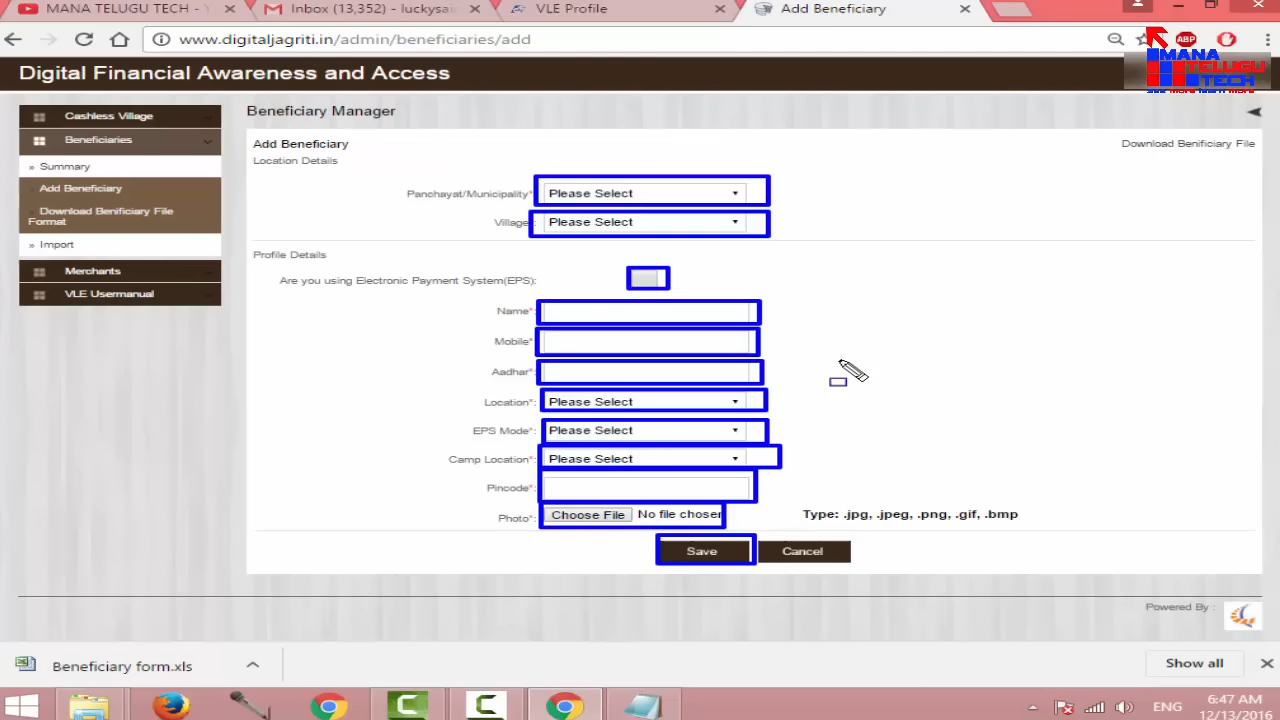 MANA TELUGU TECH - Y
Inbox (13,352) - luckysai
VLE Profile
Add Beneficiary
www.digitaljagriti.in/admin/beneficiaries/add
ABP
Digital Financial Awareness and Access
MANA
TELUGU
TECH
Cashless Village
Beneficiaries
» Summary
Add Beneficiary
Download Benificiary File
Format
» Import
Merchants
VLE Usermanual
Beneficiary Manager
Add Beneficiary
Download Benificiary File
Location Details
Panchayat/Municipality*
Please Select
Village
Please Select
Profile Details
Are you using Electronic Payment System(EPS):
Name*:
Mobile*
Aadhar*:
Location*:
Please Select
EPS Mode*:
Please Select
Camp Location*:
Please Select
Pincode*:
Photo*:
Choose File No file chosen
Type: .jpg, .jpeg, .png, .gif, .bmp
Save
Cancel
Powered By :
Beneficiary form.xls
Show all
ENG
6:47 AM
12/13/2016